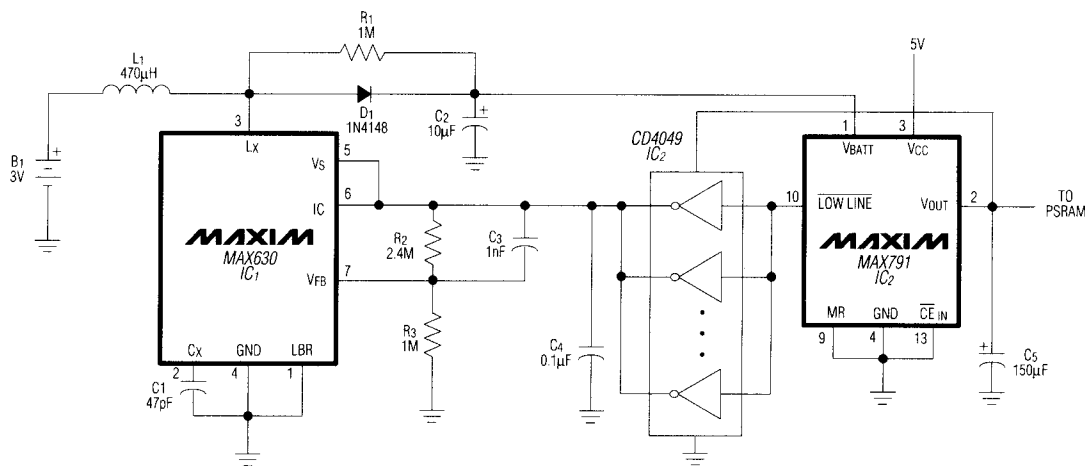 R1
1M
L1
470µH
D1
1N4148
C2
10µF
B1
3V
3
LX
VS
5
IC
6
MAXIM
MAX630
IC1
VFB
7
CX
GND
LBR
2
4
1
C1
47pF
R2
2.4M
C3
1nF
R3
1M
C4
0.1µF
CD4049
IC2
5V
1
3
VBATT
VCC
10
LOW LINE
VOUT
2
TO
PSRAM
MAXIM
MAX791
IC2
MR
GND
CE IN
9
4
13
C5
150µF